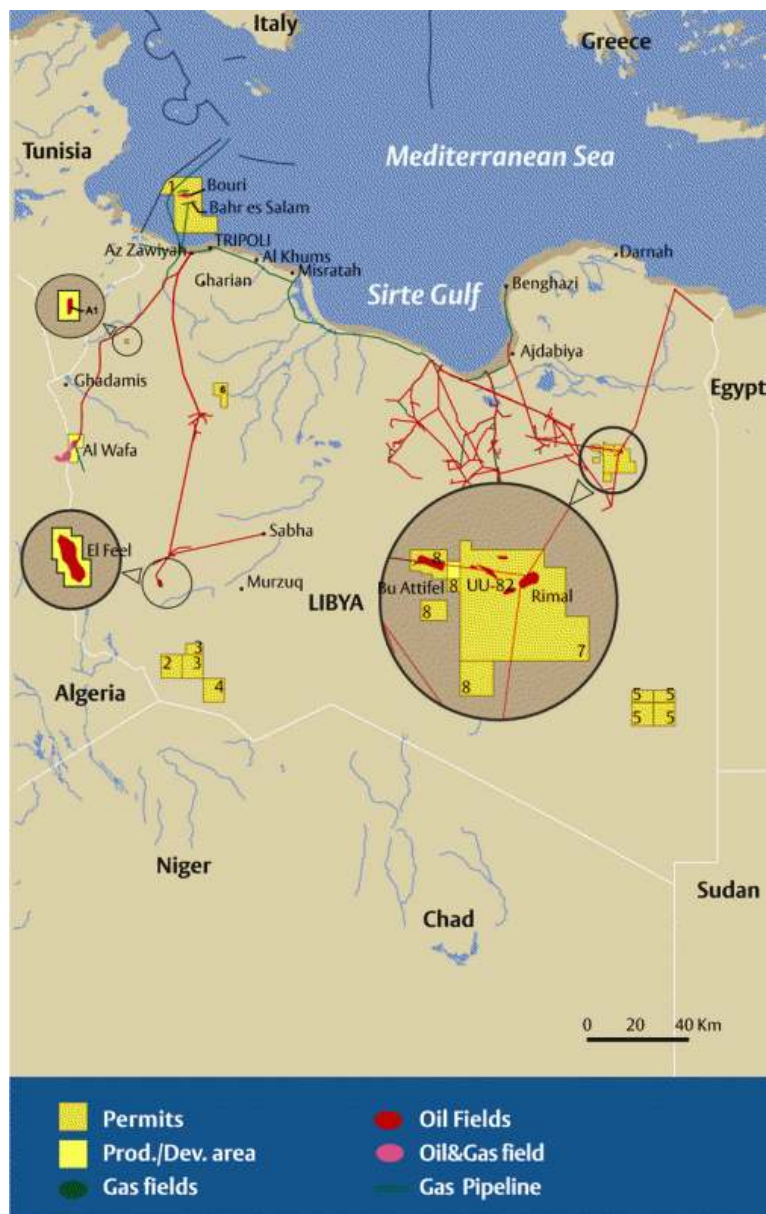 Italy
Greece
Tunisia
Mediterranean Sea
1
Bouri
Bahr es Salam
TRIPOLI
Az Zawiyah
Al Khums
Misratah
Darnah
Gharian
Benghazi
Sirte Gulf
A1
Ajdabiya
Ghadamis
6
Egypt
Al Wafa
Sabha
El Feel
8
Bu Attifel
8
UU-82
Rimal
Murzuq
LIBYA
8
7
3
2 3
4
8
Algeria
5 5
5 5
Niger
Sudan
Chad
0 20 40 Km
Permits
Oil Fields
Prod./Dev. area
Oil&Gas field
Gas fields
Gas Pipeline